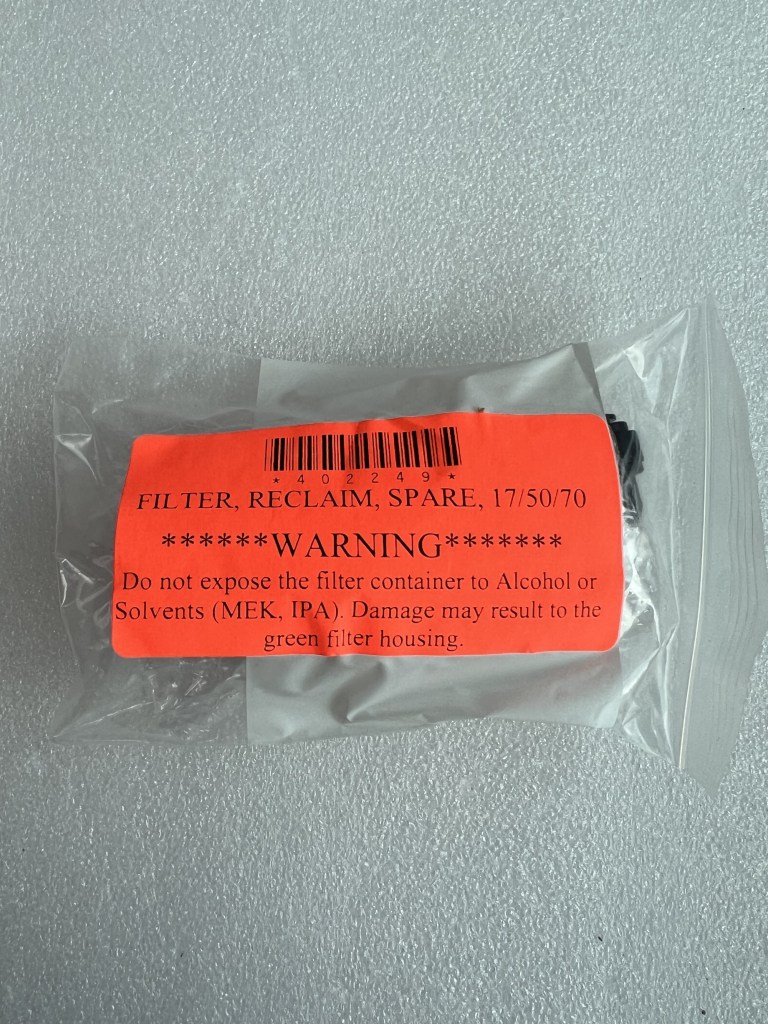 *402249*
FILTER, RECLAIM, SPARE, 17/50/70
******WARNING*******
Do not expose the filter container to Alcohol or
Solvents (MEK, IPA). Damage may result to the
green filter housing.